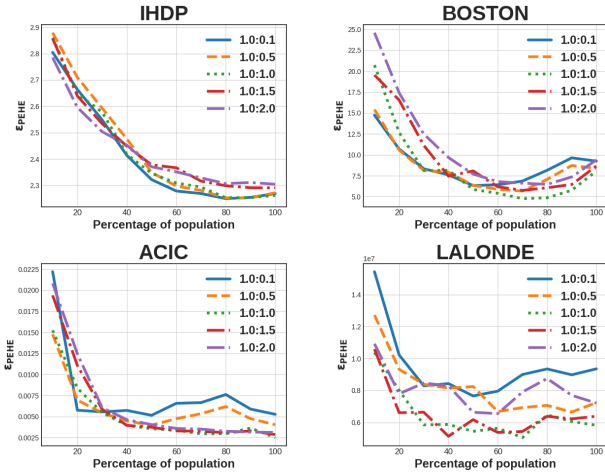 IHDP
2.9
2.8
2.7
2.6
2.5
2.4
2.3
εPEHE
1.0:0.1
1.0:0.5
1.0:1.0
1.0:1.5
1.0:2.0
20 40 60 80 100
Percentage of population
BOSTON
25.0
22.5
20.0
17.5
15.0
12.5
10.0
7.5
5.0
εPEHE
1.0:0.1
1.0:0.5
1.0:1.0
1.0:1.5
1.0:2.0
20 40 60 80 100
Percentage of population
ACIC
0.0225
0.0200
0.0175
0.0150
0.0125
0.0100
0.0075
0.0050
0.0025
εPEHE
1.0:0.1
1.0:0.5
1.0:1.0
1.0:1.5
1.0:2.0
20 40 60 80 100
Percentage of population
LALONDE
1e7
1.4
1.2
1.0
0.8
0.6
εPEHE
1.0:0.1
1.0:0.5
1.0:1.0
1.0:1.5
1.0:2.0
20 40 60 80 100
Percentage of population